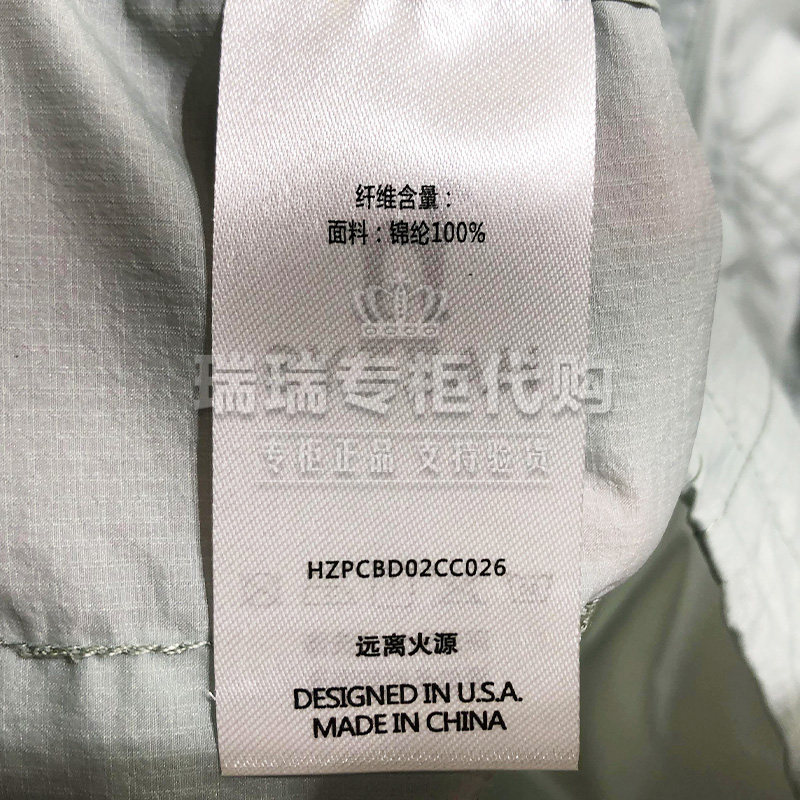 纤维含量：
面料：锦纶100%
瑞瑞专柜代购
专柜正品 支持验货
HZPCBD02CC026
远离火源
DESIGNED IN U.S.A.
MADE IN CHINA